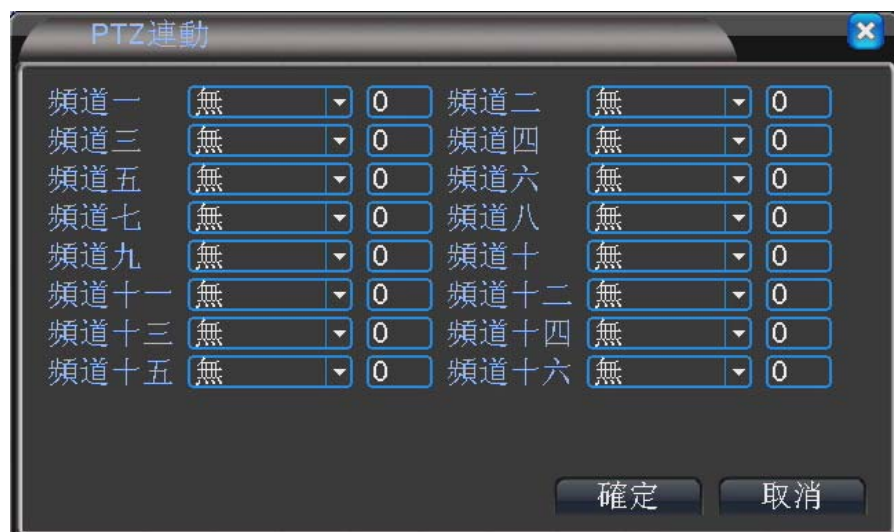 PTZ連動
頻道一 無 0 頻道二 無 0
頻道三 無 0 頻道四 無 0
頻道五 無 0 頻道六 無 0
頻道七 無 0 頻道八 無 0
頻道九 無 0 頻道十 無 0
頻道十一 無 0 頻道十二 無 0
頻道十三 無 0 頻道十四 無 0
頻道十五 無 0 頻道十六 無 0
確定 取消